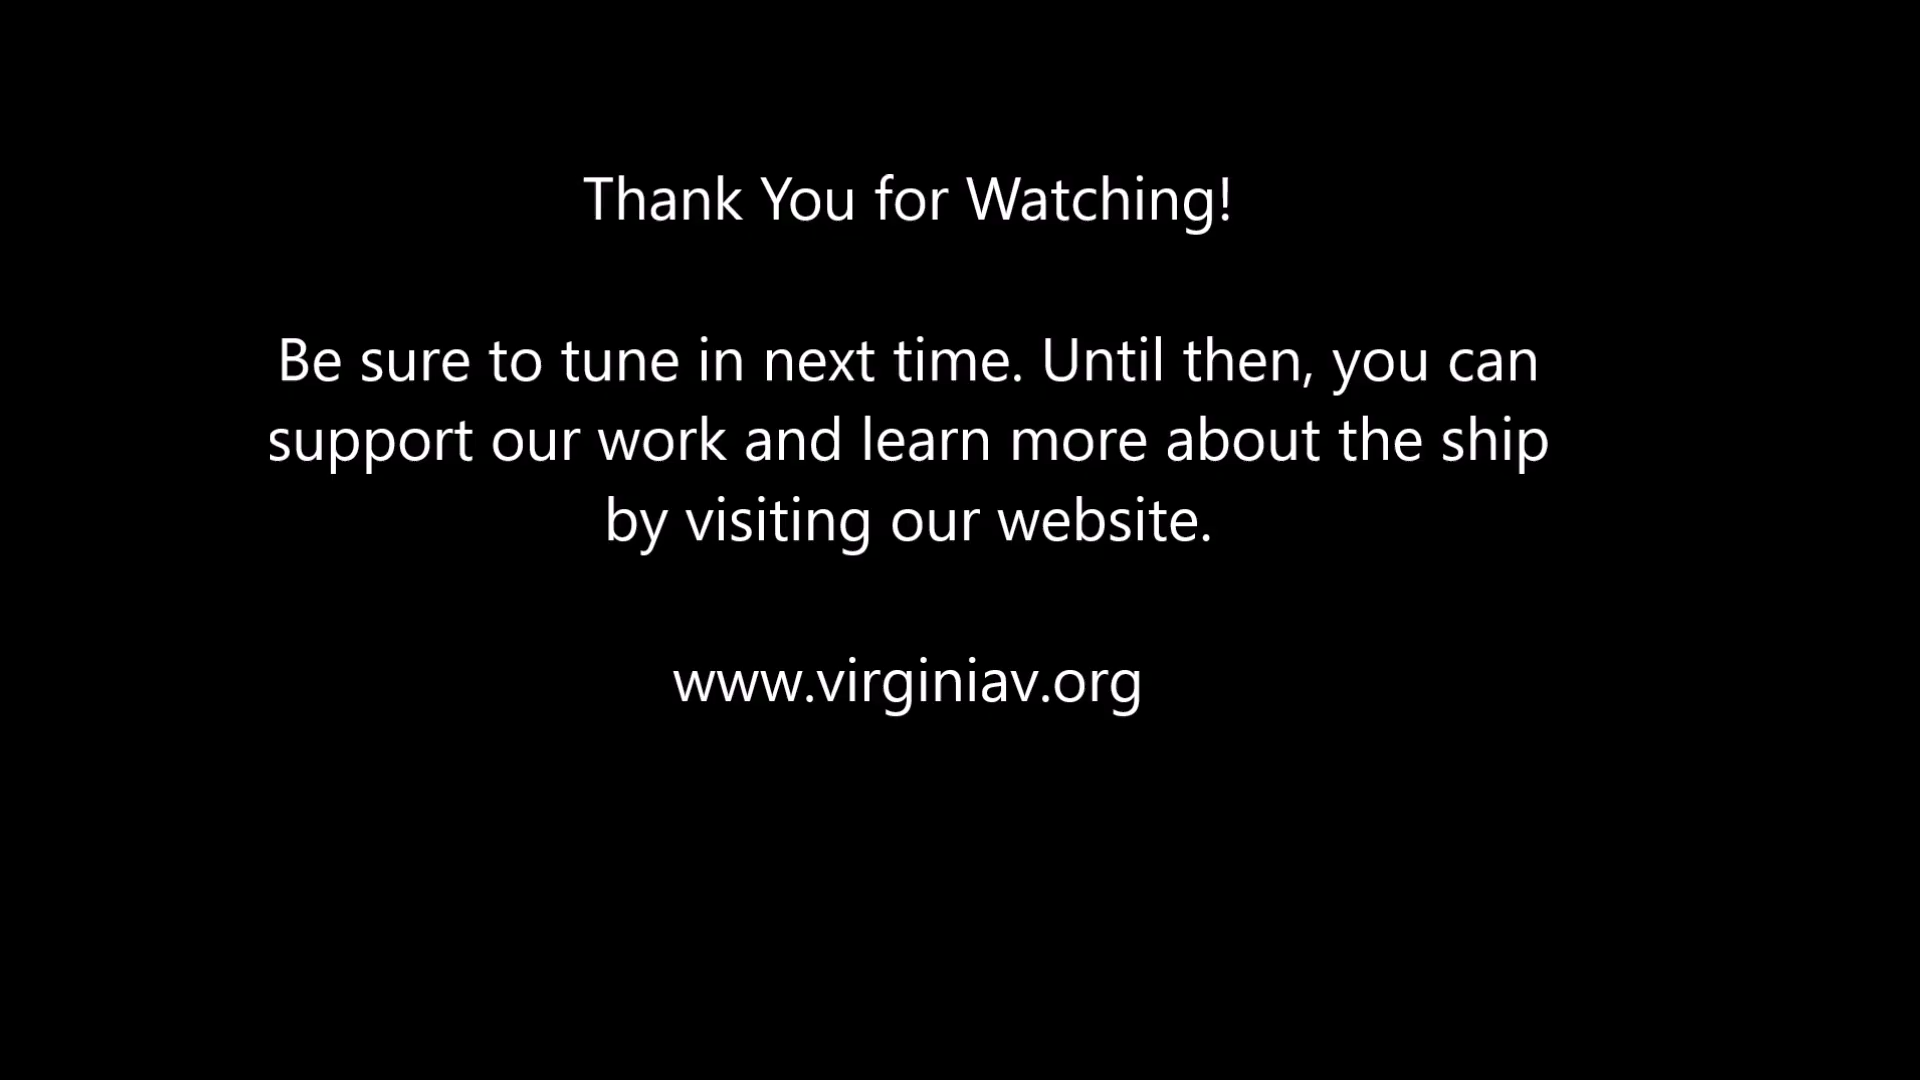 Thank You for Watching!
Be sure to tune in next time. Until then, you can
support our work and learn more about the ship
by visiting our website.
www.virginiav.org